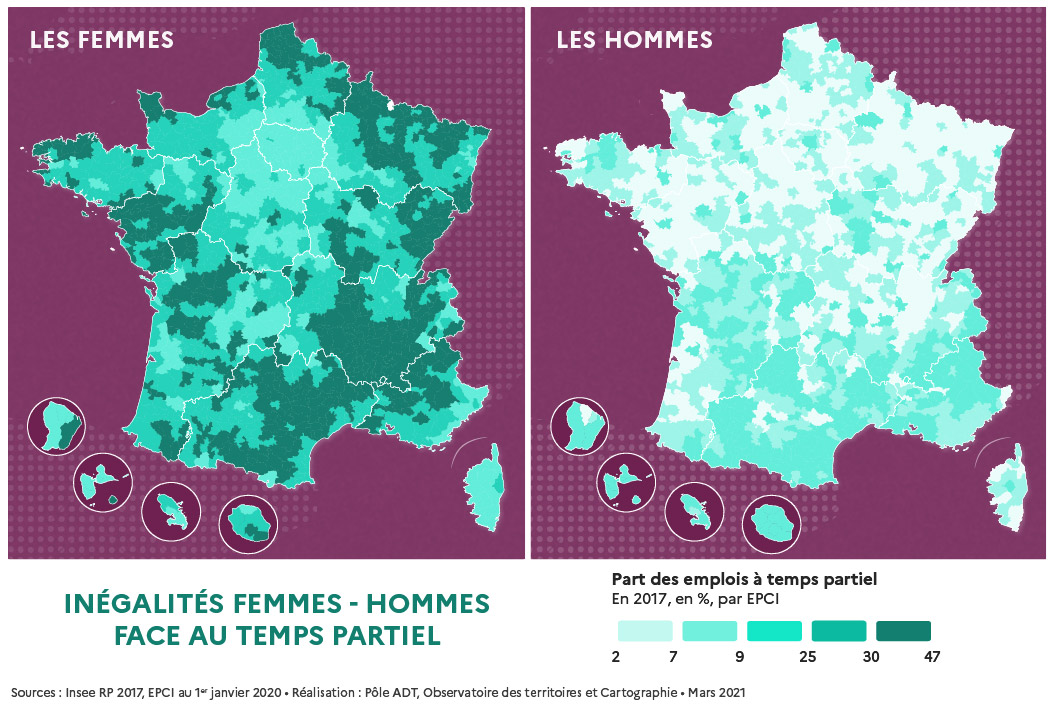 LES FEMMES
LES HOMMES
INÉGALITÉS FEMMES - HOMMES
FACE AU TEMPS PARTIEL
Part des emplois à temps partiel
En 2017, en %, par EPCI
2 7 9 25 30 47
Sources : Insee RP 2017, EPCI au 1er janvier 2020 • Réalisation : Pôle ADT, Observatoire des territoires et Cartographie • Mars 2021